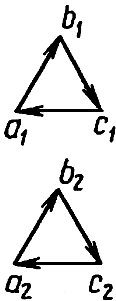 b₁
a₁ c₁
b₂
a₂ c₂